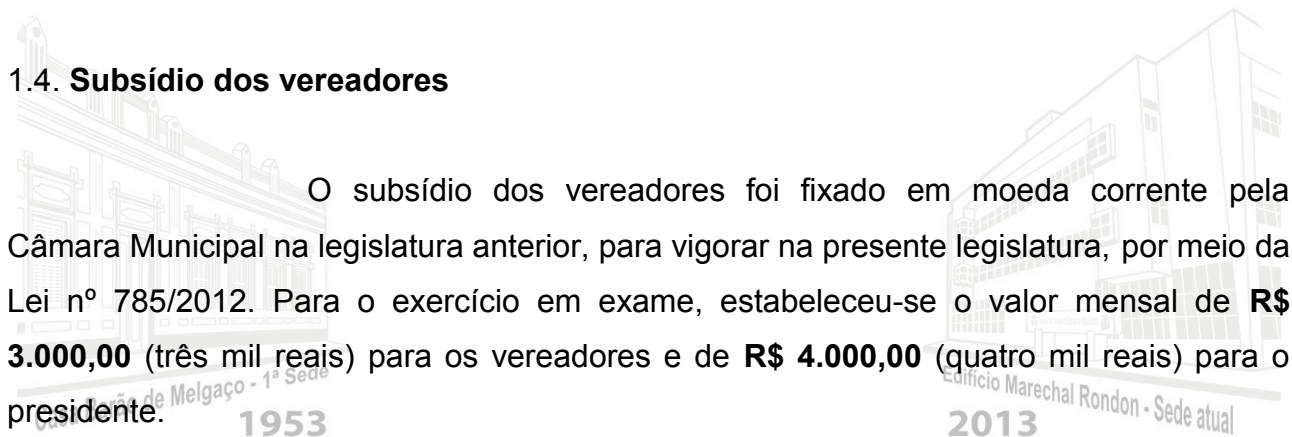 1.4. Subsídio dos vereadores
O subsídio dos vereadores foi fixado em moeda corrente pela
Câmara Municipal na legislatura anterior, para vigorar na presente legislatura, por meio da
Lei nº 785/2012. Para o exercício em exame, estabeleceu-se o valor mensal de R$
3.000,00 (três mil reais) para os vereadores e de R$ 4.000,00 (quatro mil reais) para o
presidente.
de Melgaço - 1ª Sede
1953
Edifício Marechal Rondon - Sede atual
2013